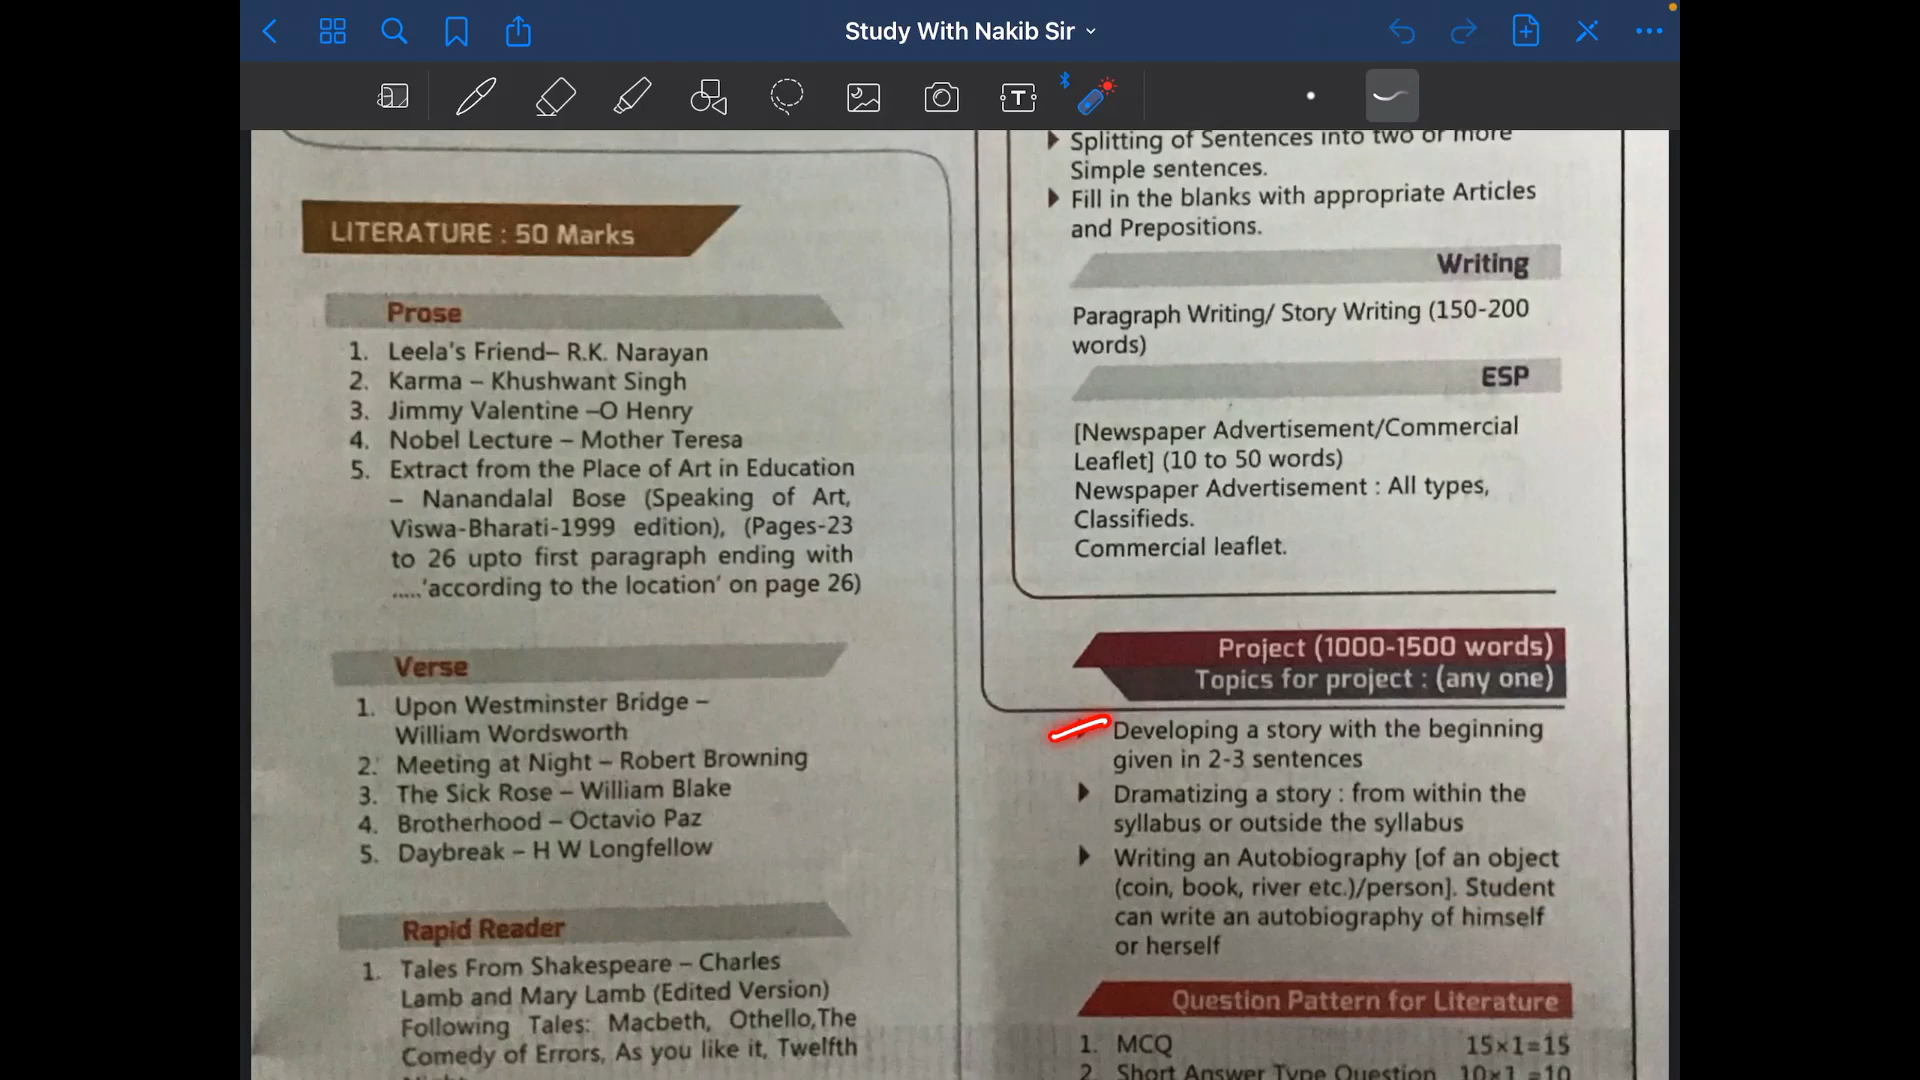 Study With Nakib Sir
LITERATURE : 50 Marks
Prose
1. Leela's Friend– R.K. Narayan
2. Karma – Khushwant Singh
3. Jimmy Valentine –O Henry
4. Nobel Lecture – Mother Teresa
5. Extract from the Place of Art in Education
– Nanandalal Bose (Speaking of Art,
Viswa-Bharati-1999 edition), (Pages-23
to 26 upto first paragraph ending with
.....'according to the location' on page 26)
Verse
1. Upon Westminster Bridge –
William Wordsworth
2. Meeting at Night – Robert Browning
3. The Sick Rose – William Blake
4. Brotherhood – Octavio Paz
5. Daybreak – H W Longfellow
Rapid Reader
1. Tales From Shakespeare – Charles
Lamb and Mary Lamb (Edited Version)
Following Tales: Macbeth, Othello,The
Comedy of Errors, As you like it, Twelfth
Splitting of Sentences into two or more
Simple sentences.
Fill in the blanks with appropriate Articles
and Prepositions.
Writing
Paragraph Writing/ Story Writing (150-200
words)
ESP
[Newspaper Advertisement/Commercial
Leaflet] (10 to 50 words)
Newspaper Advertisement : All types,
Classifieds.
Commercial leaflet.
Project (1000-1500 words)
Topics for project : (any one)
Developing a story with the beginning
given in 2-3 sentences
Dramatizing a story : from within the
syllabus or outside the syllabus
Writing an Autobiography [of an object
(coin, book, river etc.)/person]. Student
can write an autobiography of himself
or herself
Question Pattern for Literature
1. MCQ 15×1=15
2. Short Answer Type Question 10×1 =10